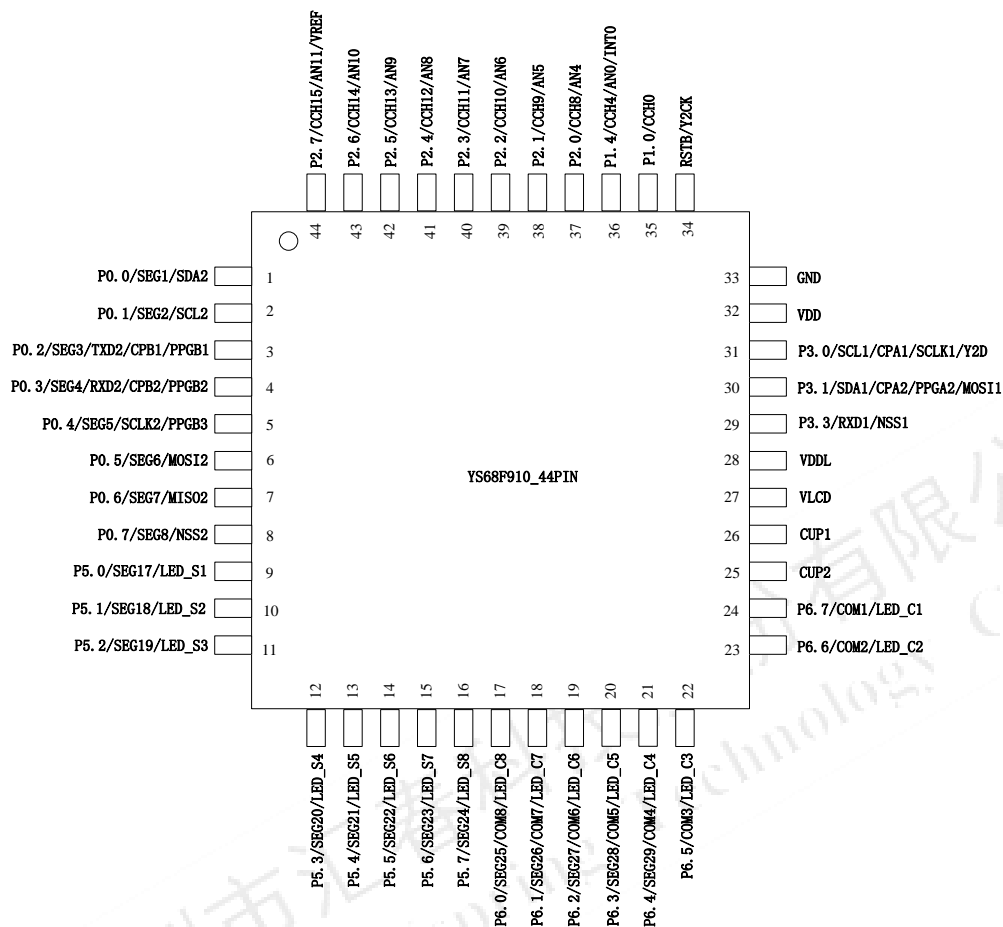 P2.7/CCH15/AN11/VREF
P2.6/CCH14/AN10
P2.5/CCH13/AN9
P2.4/CCH12/AN8
P2.3/CCH11/AN7
P2.2/CCH10/AN6
P2.1/CCH9/AN5
P2.0/CCH8/AN4
P1.4/CCH4/AN0/INT0
P1.0/CCH0
RSTB/Y2CK
44 43 42 41 40 39 38 37 36 35 34
P0.0/SEG1/SDA2 1
P0.1/SEG2/SCL2 2
P0.2/SEG3/TXD2/CPB1/PPGB1 3
P0.3/SEG4/RXD2/CPB2/PPGB2 4
P0.4/SEG5/SCLK2/PPGB3 5
P0.5/SEG6/MOSI2 6
P0.6/SEG7/MISO2 7
P0.7/SEG8/NSS2 8
P5.0/SEG17/LED_S1 9
P5.1/SEG18/LED_S2 10
P5.2/SEG19/LED_S3 11
YS68F910_44PIN
33 GND
32 VDD
31 P3.0/SCL1/CPA1/SCLK1/Y2D
30 P3.1/SDA1/CPA2/PPGA2/MOSI1
29 P3.3/RXD1/NSS1
28 VDDL
27 VLCD
26 CUP1
25 CUP2
24 P6.7/COM1/LED_C1
23 P6.6/COM2/LED_C2
12 13 14 15 16 17 18 19 20 21 22
P5.3/SEG20/LED_S4
P5.4/SEG21/LED_S5
P5.5/SEG22/LED_S6
P5.6/SEG23/LED_S7
P5.7/SEG24/LED_S8
P6.0/SEG25/COM8/LED_C8
P6.1/SEG26/COM7/LED_C7
P6.2/SEG27/COM6/LED_C6
P6.3/SEG28/COM5/LED_C5
P6.4/SEG29/COM4/LED_C4
P6.5/COM3/LED_C3
市汇春科技股份有限公
Technology